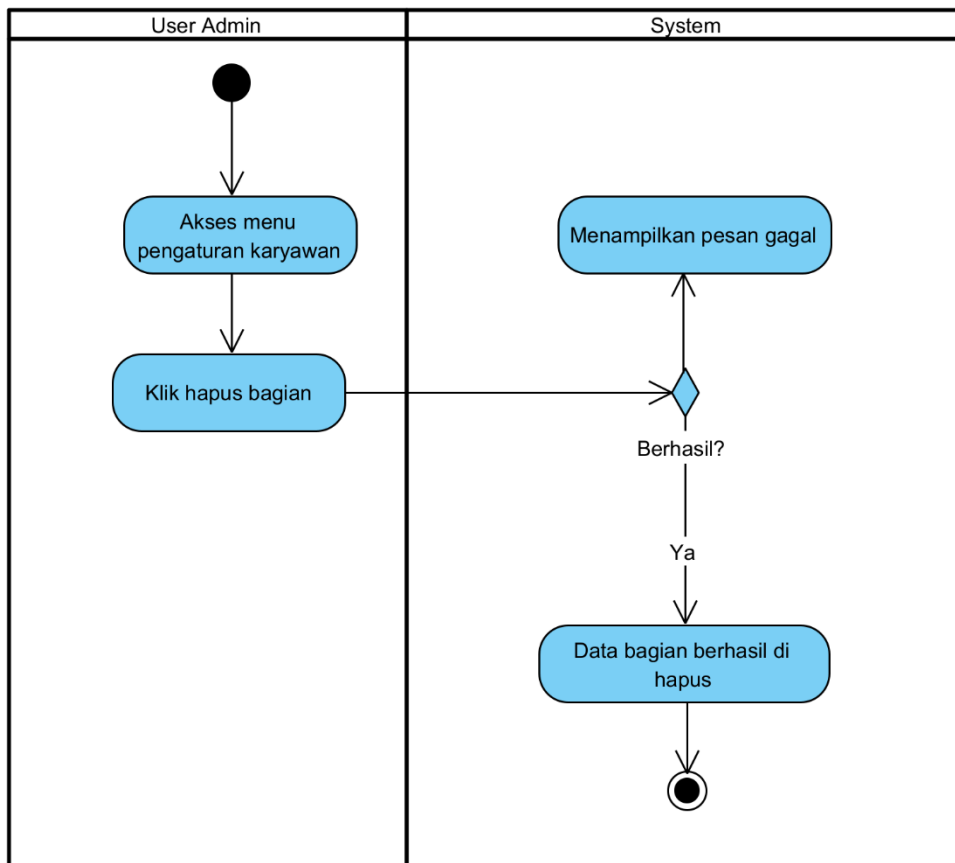 User Admin
System
Akses menu
pengaturan karyawan
Menampilkan pesan gagal
Klik hapus bagian
Berhasil?
Ya
Data bagian berhasil di
hapus